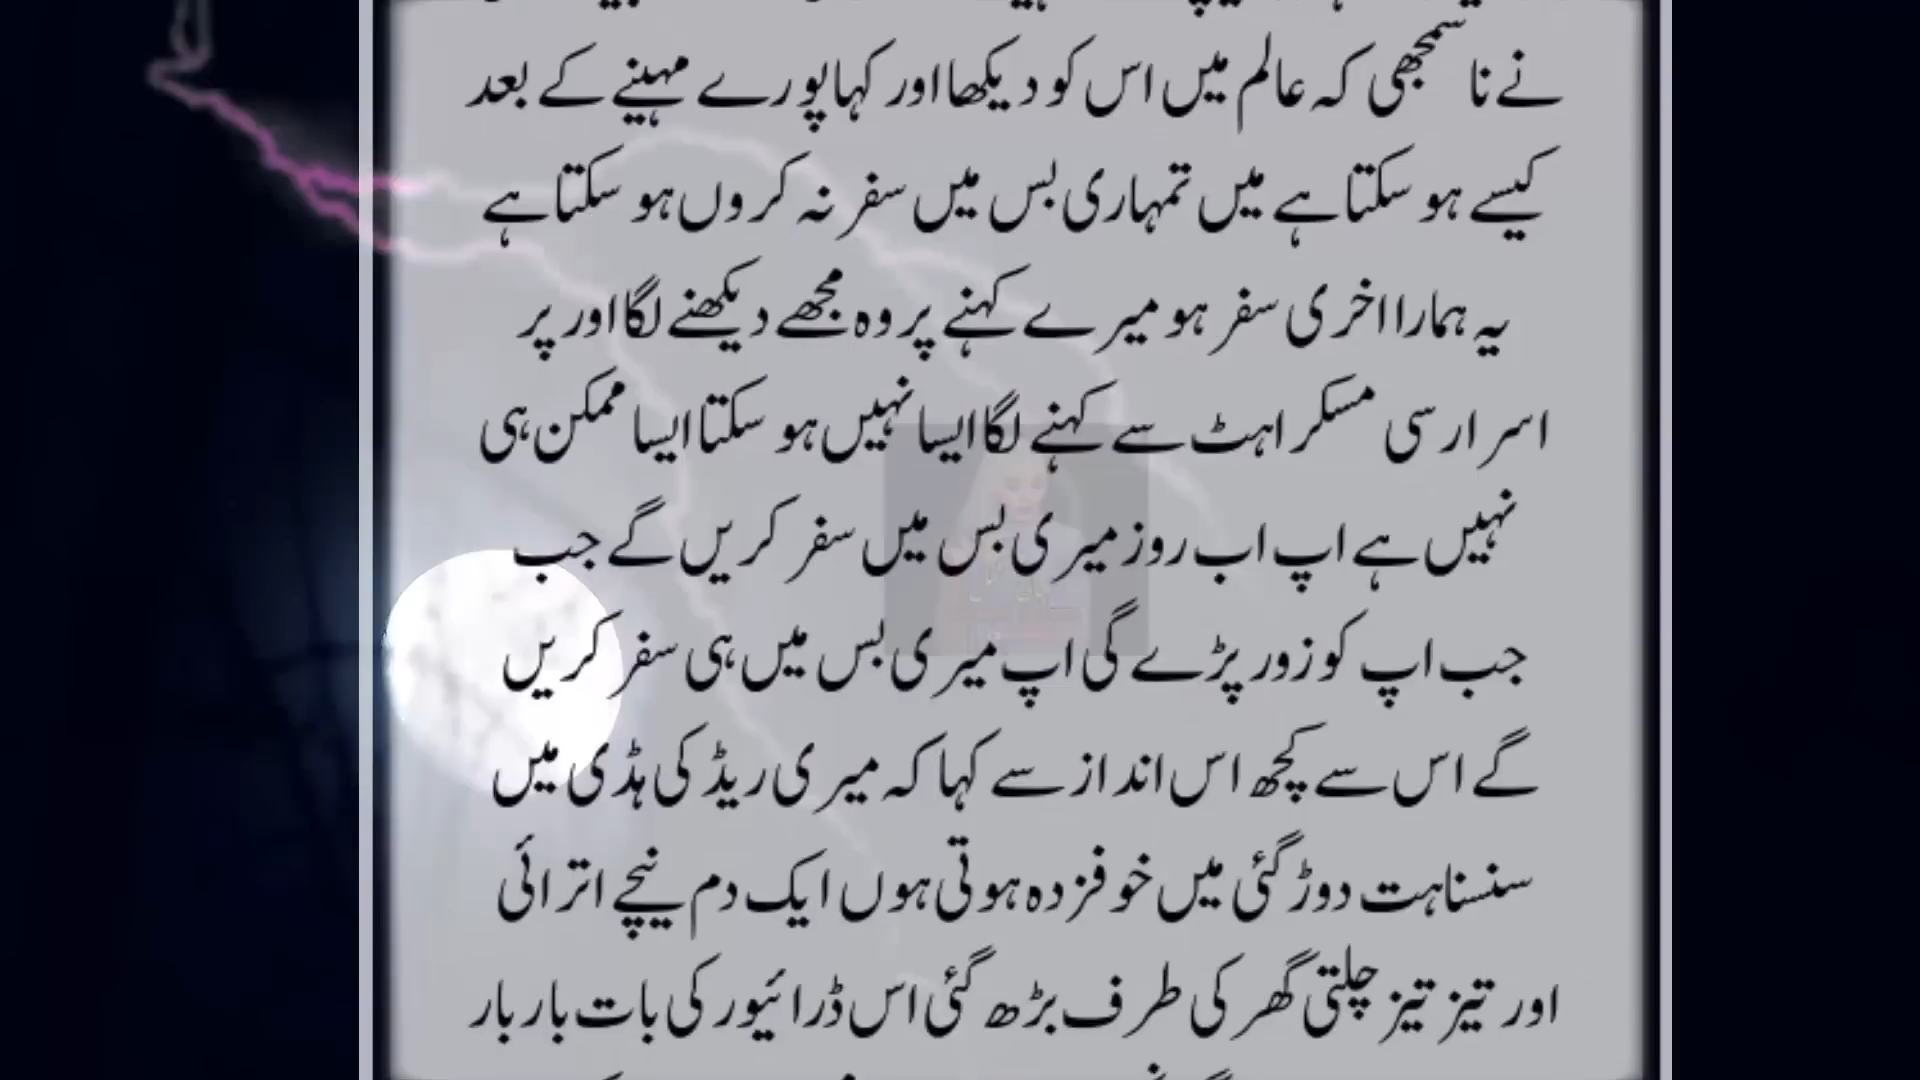 نے نا سمجھی کہ عالم میں اس کو دیکھا اور کہا پورے مہینے کے بعد
کیسے ہو سکتا ہے میں تمہاری بس میں سفر نہ کروں ہو سکتا ہے
یہ ہمارا اخری سفر ہو میرے کہنے پر وہ مجھے دیکھنے لگا اور پر
اسرار سی مسکراہٹ سے کہنے لگا ایسا نہیں ہو سکتا ایسا ممکن ہی
نہیں ہے اپ اب روز میری بس میں سفر کریں گے جب
جب اپ کو زور پڑے گی اپ میری بس میں ہی سفر کریں
گے اس سے کچھ اس انداز سے کہا کہ میری ریڈ کی ہڈی میں
سنسناہت دوڑ گئی میں خوفزدہ ہوتی ہوں ایک دم نیچے اتر ائی
اور تیز تیز چلتی گھر کی طرف بڑھ گئی اس ڈرائیور کی بات بار بار